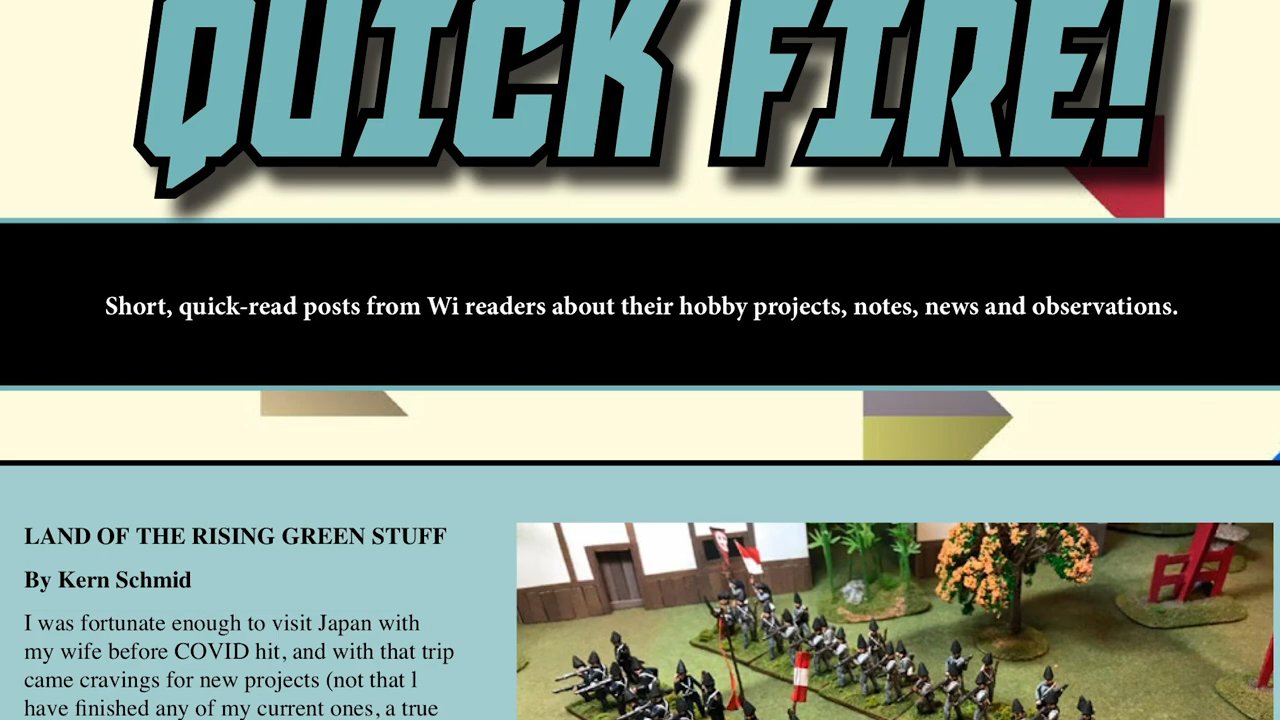 QUICK FIRE!
Short, quick-read posts from Wi readers about their hobby projects, notes, news and observations.
LAND OF THE RISING GREEN STUFF
By Kern Schmid
I was fortunate enough to visit Japan with
my wife before COVID hit, and with that trip
came cravings for new projects (not that l
have finished any of my current ones, a true